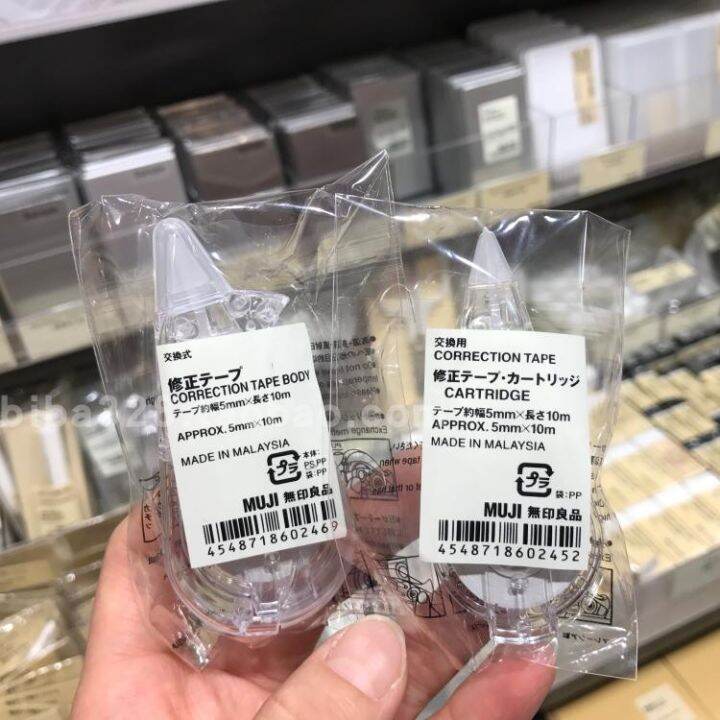 交換式
修正テープ
CORRECTION TAPE BODY
テープ約幅5mm×長さ10m
APPROX. 5mm×10m
MADE IN MALAYSIA
プラ
本体:
PS,PP
袋:PP
MUJI 無印良品
4548718602469
交換用
CORRECTION TAPE
修正テープ・カートリッジ
CARTRIDGE
テープ約幅5mm×長さ10m
APPROX. 5mm×10m
MADE IN MALAYSIA
プラ
袋:PP
MUJI 無印良品
4548718602452